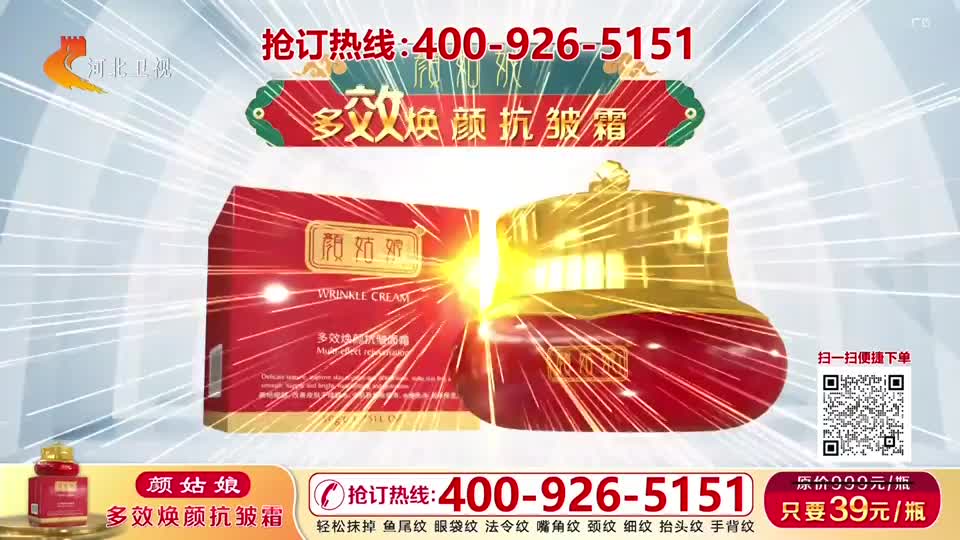 抢订热线:400-926-5151
广告
河北卫视
颜姑娘
多效焕颜抗皱霜
颜姑娘
WRINKLE CREAM
多效焕颜抗皱面霜
Multi-effect rejuvenation
颜姑娘
扫一扫便捷下单
颜姑娘
多效焕颜抗皱霜
抢订热线:400-926-5151
轻松抹掉 鱼尾纹 眼袋纹 法令纹 嘴角纹 颈纹 细纹 抬头纹 手背纹
原价999元/瓶
只要39元/瓶